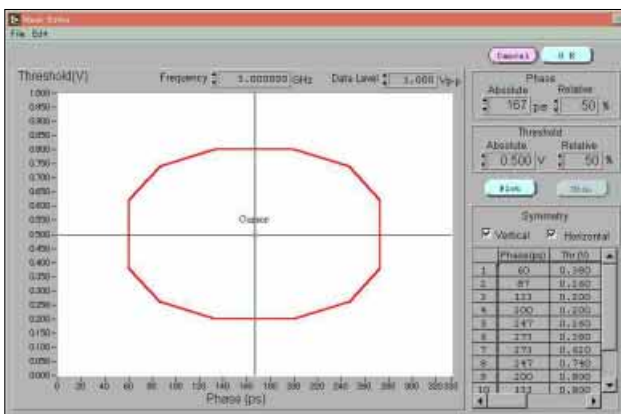 Mask Editor
File Edit
Cancel OK
Threshold(V)
Frequency 3.000000 GHz
Data Level 1.000 Vp-p
Phase
Absolute Relative
167 ps 50 %
Threshold
Absolute Relative
0.500 V 50 %
Symmetry
Vertical Horizontal
Phase(ps) Thr.(V)
1 60 0.380
2 87 0.260
3 133 0.200
4 200 0.200
5 247 0.260
6 273 0.380
7 273 0.620
8 247 0.740
9 200 0.800
10 133 0.800
1.000
0.950
0.900
0.850
0.800
0.750
0.700
0.650
0.600
0.550
0.500
0.450
0.400
0.350
0.300
0.250
0.200
0.150
0.100
0.050
0.000
Cursor
0 20 40 60 80 100 120 140 160 180 200 220 240 260 280 300 320
Phase (ps)